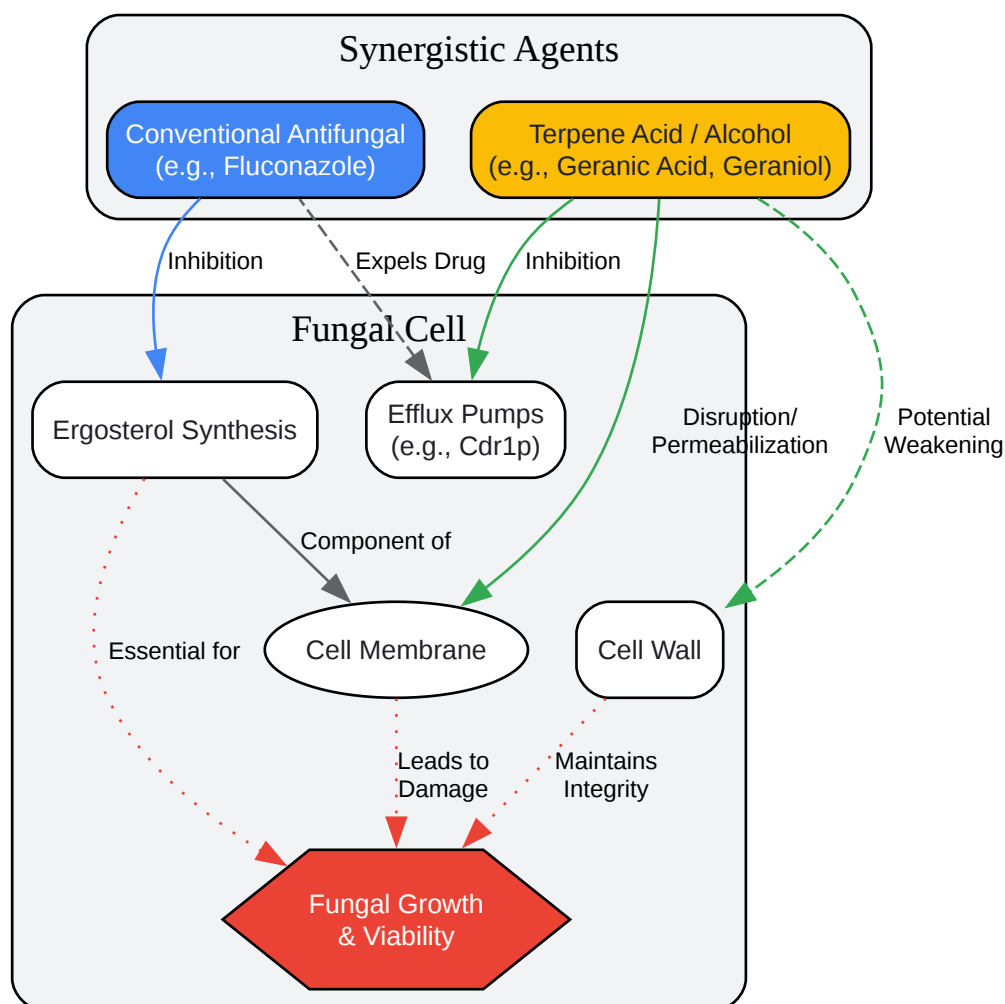 Synergistic Agents
Conventional Antifungal
(e.g., Fluconazole)
Terpene Acid / Alcohol
(e.g., Geranic Acid, Geraniol)
Inhibition
Expels Drug
Inhibition
Fungal Cell
Ergosterol Synthesis
Efflux Pumps
(e.g., Cdr1p)
Disruption/
Permeabilization
Potential
Weakening
Component of
Essential for
Cell Membrane
Cell Wall
Leads to
Damage
Maintains
Integrity
Fungal Growth
& Viability